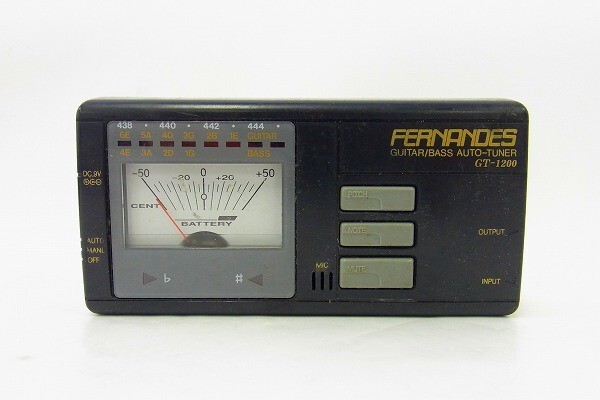 438 • 440 • 442 • 444 •
6E 5A 4D 3G 2B 1E GUITAR
4E 3A 2D 1G BASS
FERNANDES
GUITAR/BASS AUTO-TUNER
GT-1200
DC.9V
-50 -20 0 +20 +50
CENT
BATTERY
♭ ♯
AUTO
MANU
OFF
MIC
PITCH
NOTE
MUTE
OUTPUT
INPUT